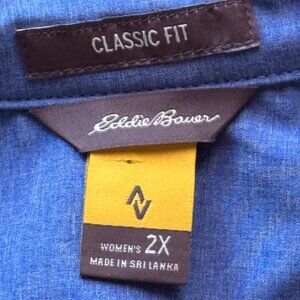 CLASSIC FIT
Eddie Bauer
WOMEN'S 2X
MADE IN SRI LANKA